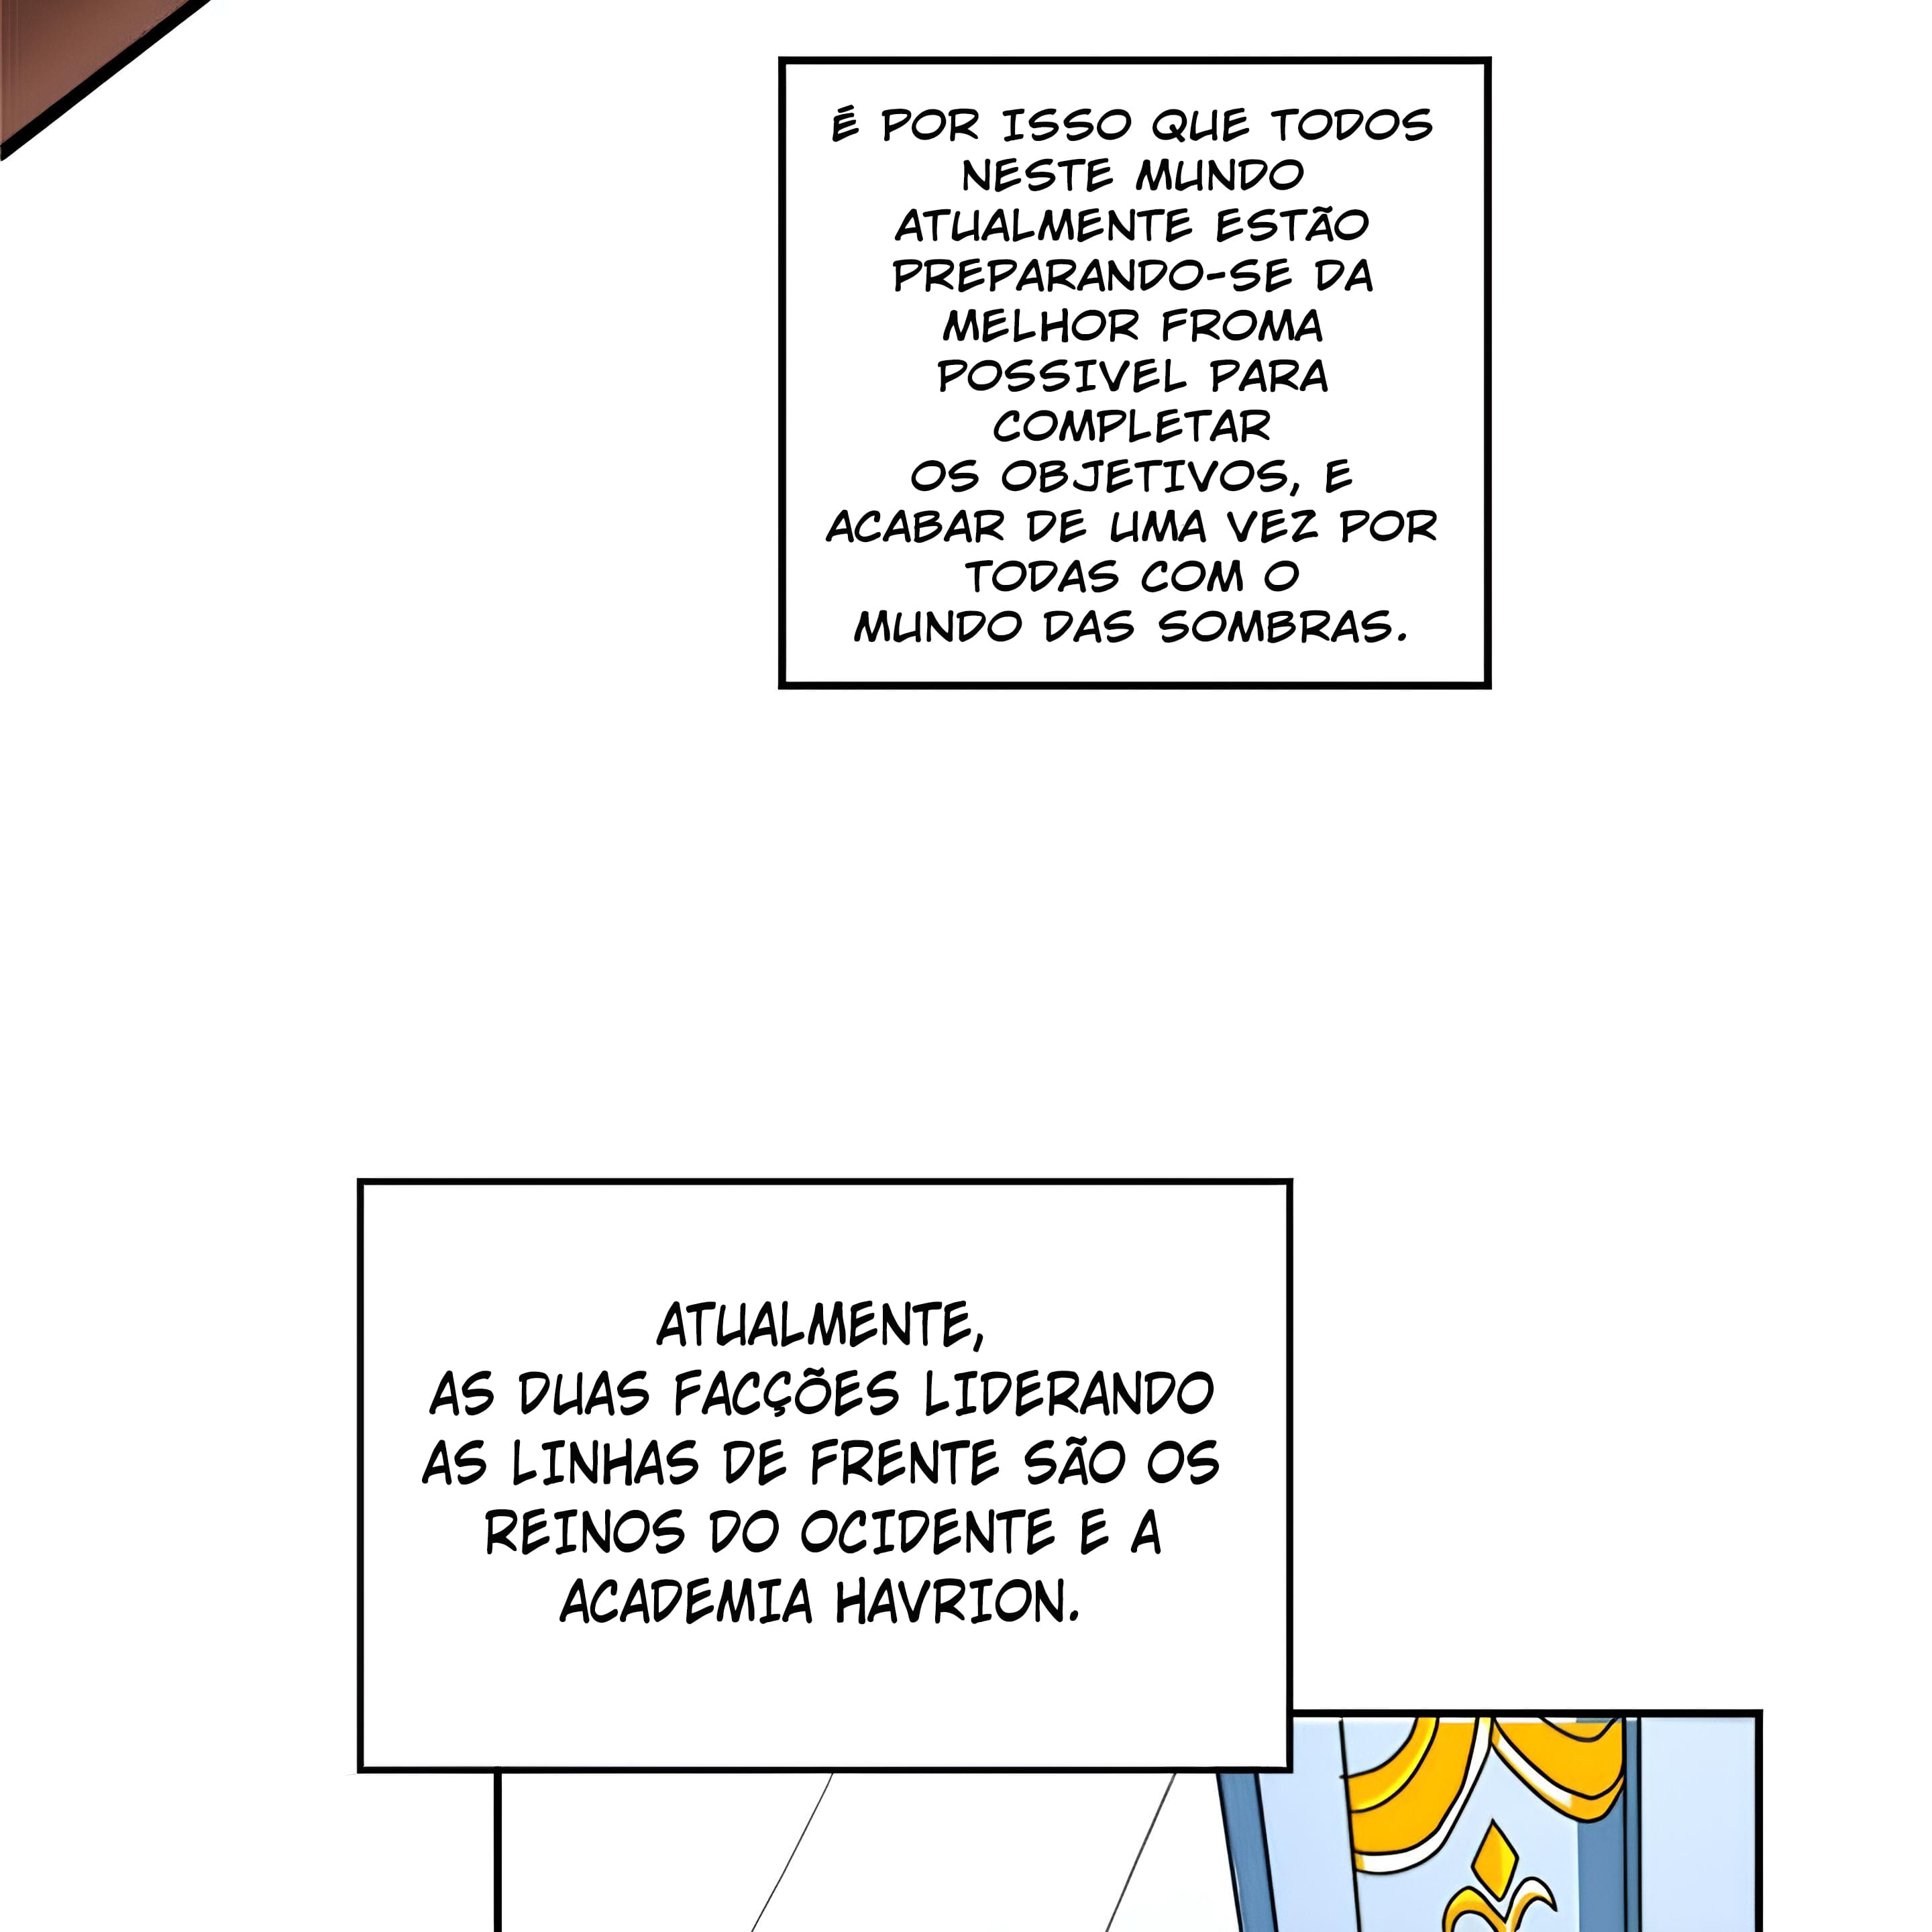 É POR ISSO QUE TODOS
NESTE MUNDO
ATUALMENTE ESTÃO
PREPARANDO-SE DA
MELHOR FROMA
POSSIVEL PARA
COMPLETAR
OS OBJETIVOS, E
ACABAR DE UMA VEZ POR
TODAS COM O
MUNDO DAS SOMBRAS.
ATUALMENTE,
AS DUAS FACÇÕES LIDERANDO
AS LINHAS DE FRENTE SÃO OS
REINOS DO OCIDENTE E A
ACADEMIA HAVRION.